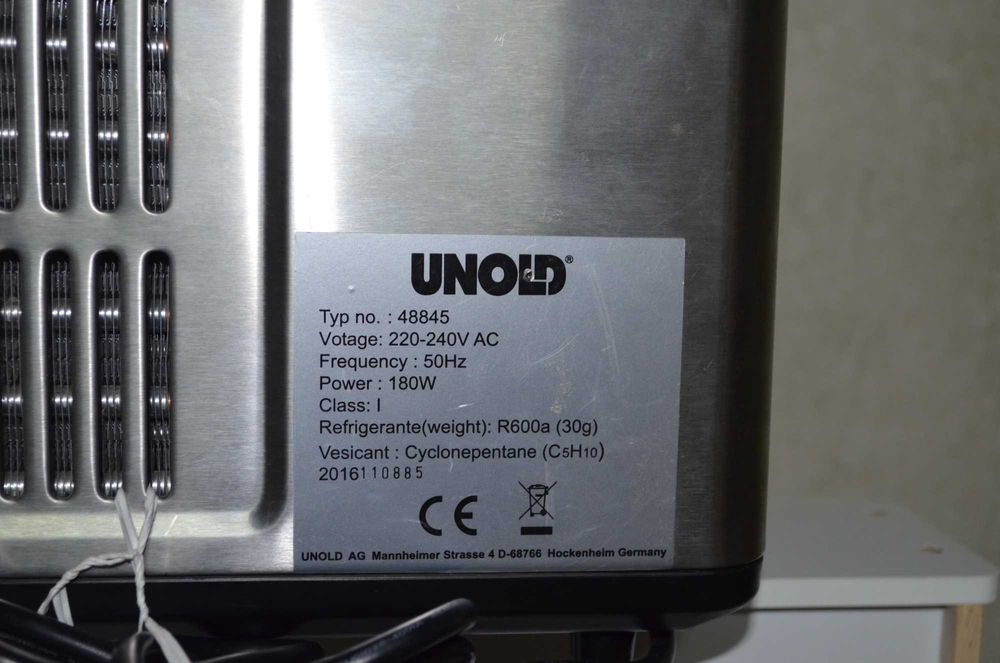 UNOLD®
Typ no. : 48845
Votage: 220-240V AC
Frequency : 50Hz
Power : 180W
Class: I
Refrigerante(weight): R600a (30g)
Vesicant : Cyclonepentane (C5H10)
2016110885
CE
UNOLD AG Mannheimer Strasse 4 D-68766 Hockenheim Germany